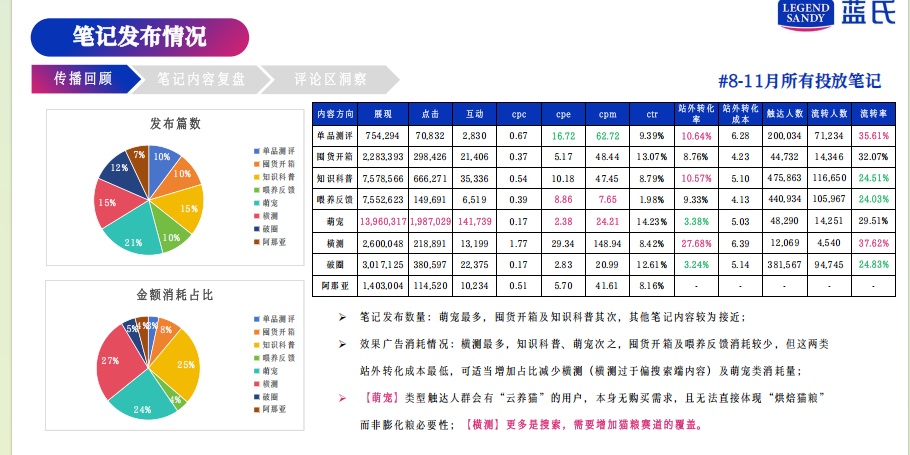 LEGEND
SANDY
蓝氏
笔记发布情况
传播回顾 笔记内容复盘 评论区洞察
#8-11月所有投放笔记
发布篇数
10%
10%
15%
10%
21%
15%
12%
7%
单品测评
囤货开箱
知识科普
喂养反馈
萌宠
横测
破圈
阿那亚
金额消耗占比
3%
8%
25%
4%
24%
27%
5%
4%
单品测评
囤货开箱
知识科普
喂养反馈
萌宠
横测
破圈
阿那亚
内容方向 展现 点击 互动 cpc cpe cpm ctr 站外转化率 站外转化成本 触达人数 流转人数 流转率
单品测评 754,294 70,832 2,830 0.67 16.72 62.72 9.39% 10.64% 6.28 200,034 71,234 35.61%
囤货开箱 2,283,393 298,426 21,406 0.37 5.17 48.44 13.07% 8.76% 4.23 44,732 14,346 32.07%
知识科普 7,578,566 666,271 35,336 0.54 10.18 47.45 8.79% 10.57% 5.10 475,863 116,650 24.51%
喂养反馈 7,552,623 149,691 6,519 0.39 8.86 7.65 1.98% 9.33% 4.13 440,934 105,967 24.03%
萌宠 13,960,317 1,987,029 141,739 0.17 2.38 24.21 14.23% 3.38% 5.03 48,290 14,251 29.51%
横测 2,600,048 218,891 13,199 1.77 29.34 148.94 8.42% 27.68% 6.39 12,069 4,540 37.62%
破圈 3,017,125 380,597 22,375 0.17 2.83 20.99 12.61% 3.24% 5.14 381,567 94,745 24.83%
阿那亚 1,403,004 114,520 10,234 0.51 5.70 41.61 8.16% - - - - -
➢ 笔记发布数量：萌宠最多，囤货开箱及知识科普其次，其他笔记内容较为接近；
➢ 效果广告消耗情况：横测最多，知识科普、萌宠次之，囤货开箱及喂养反馈消耗较少，但这两类
站外转化成本最低，可适当增加占比减少横测（横测过于偏搜索端内容）及萌宠类消耗量；
➢ 【萌宠】类型触达人群会有“云养猫”的用户，本身无购买需求，且无法直接体现“烘焙猫粮”
而非膨化粮必要性；【横测】更多是搜索，需要增加猫粮赛道的覆盖。